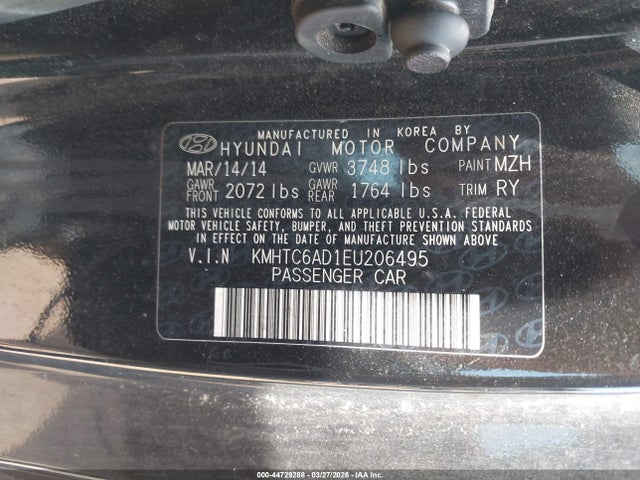 MANUFACTURED IN KOREA BY
HYUNDAI MOTOR COMPANY
MAR/14/14 GVWR 3748 lbs PAINT MZH
GAWR FRONT 2072 lbs GAWR REAR 1764 lbs TRIM RY
THIS VEHICLE CONFORMS TO ALL APPLICABLE U.S.A. FEDERAL
MOTOR VEHICLE SAFETY, BUMPER, AND THEFT PREVENTION STANDARDS
IN EFFECT ON THE DATE OF MANUFACTURE SHOWN ABOVE
V.I.N KMHTC6AD1EU206495
PASSENGER CAR
000-44729288 - 03/27/2026 - IAA Inc.